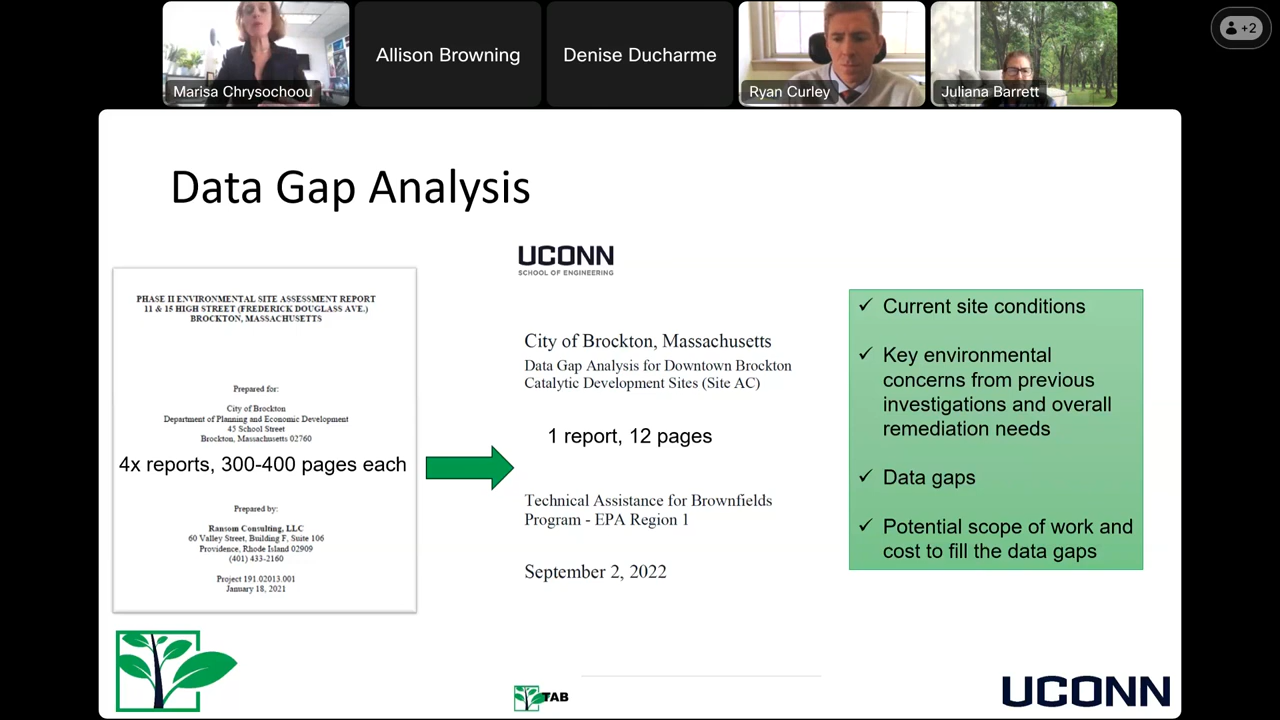 Marisa Chrysochoou
Allison Browning
Denise Ducharme
Ryan Curley
Juliana Barrett
+2
Data Gap Analysis
PHASE II ENVIRONMENTAL SITE ASSESSMENT REPORT
11 & 15 HIGH STREET (FREDERICK DOUGLASS AVE.)
BROCKTON, MASSACHUSETTS
Prepared for:
City of Brockton
Department of Planning and Economic Development
45 School Street
Brockton, Massachusetts 02760
4x reports, 300-400 pages each
Prepared by:
Ransom Consulting, LLC
60 Valley Street, Building F, Suite 106
Providence, Rhode Island 02909
(401) 433-2160
Project 191.02013.001
January 18, 2021
UCONN
SCHOOL OF ENGINEERING
City of Brockton, Massachusetts
Data Gap Analysis for Downtown Brockton
Catalytic Development Sites (Site AC)
1 report, 12 pages
Technical Assistance for Brownfields
Program - EPA Region 1
September 2, 2022
✓ Current site conditions
✓ Key environmental
concerns from previous
investigations and overall
remediation needs
✓ Data gaps
✓ Potential scope of work and
cost to fill the data gaps
TAB
UCONN